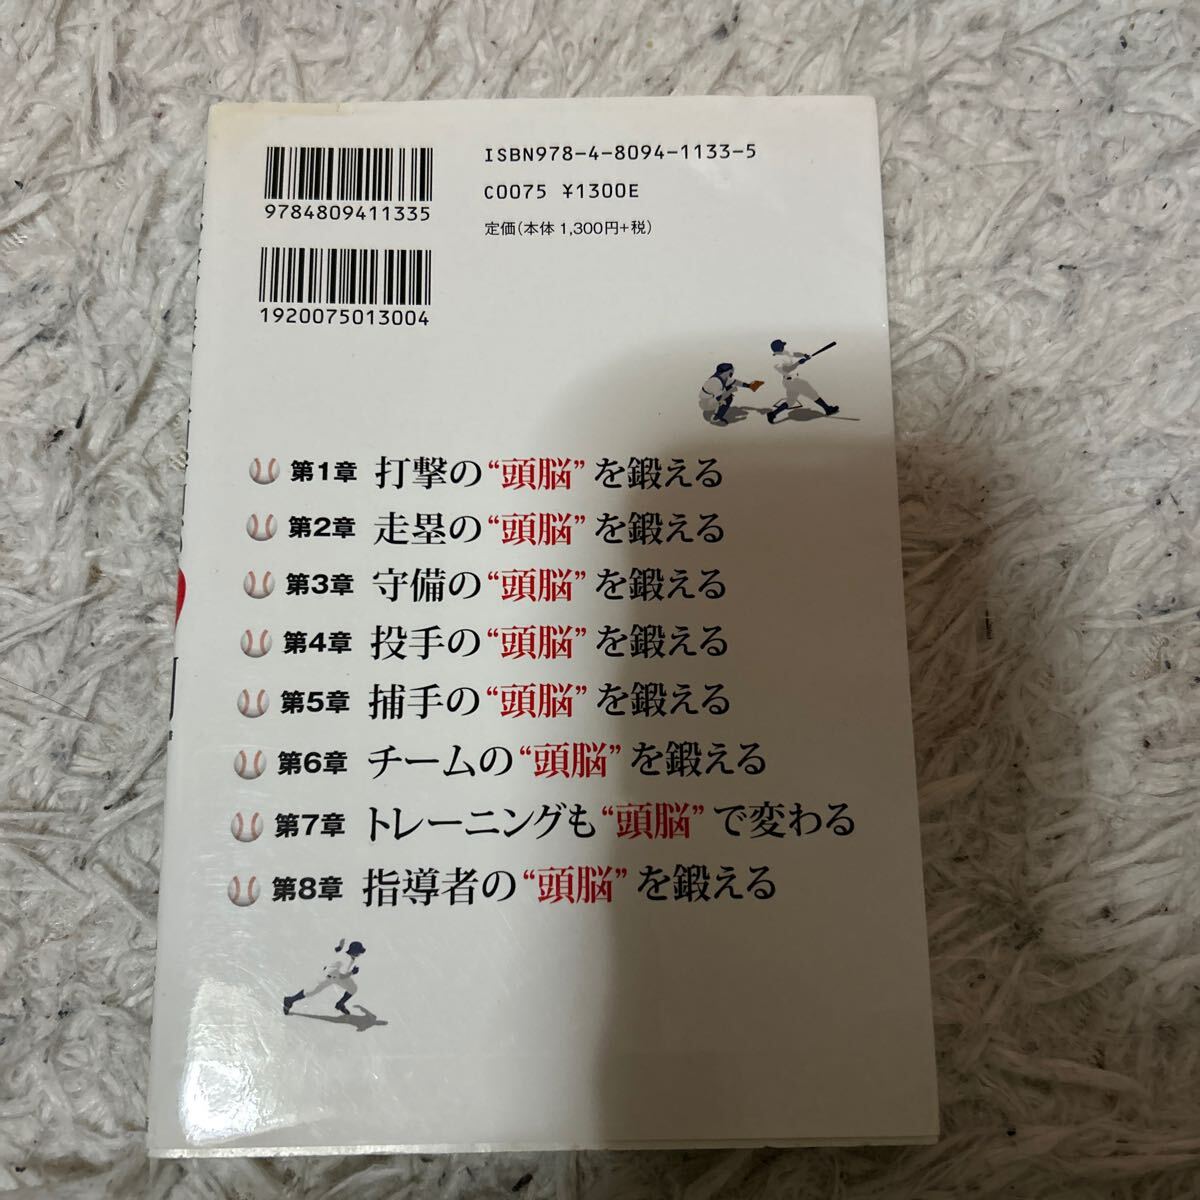 ISBN978-4-8094-1133-5
C0075 ¥1300E
定価(本体 1,300円+税)
9784809411335
1920075013004
第1章 打撃の“頭脳”を鍛える
第2章 走塁の“頭脳”を鍛える
第3章 守備の“頭脳”を鍛える
第4章 投手の“頭脳”を鍛える
第5章 捕手の“頭脳”を鍛える
第6章 チームの“頭脳”を鍛える
第7章 トレーニングも“頭脳”で変わる
第8章 指導者の“頭脳”を鍛える